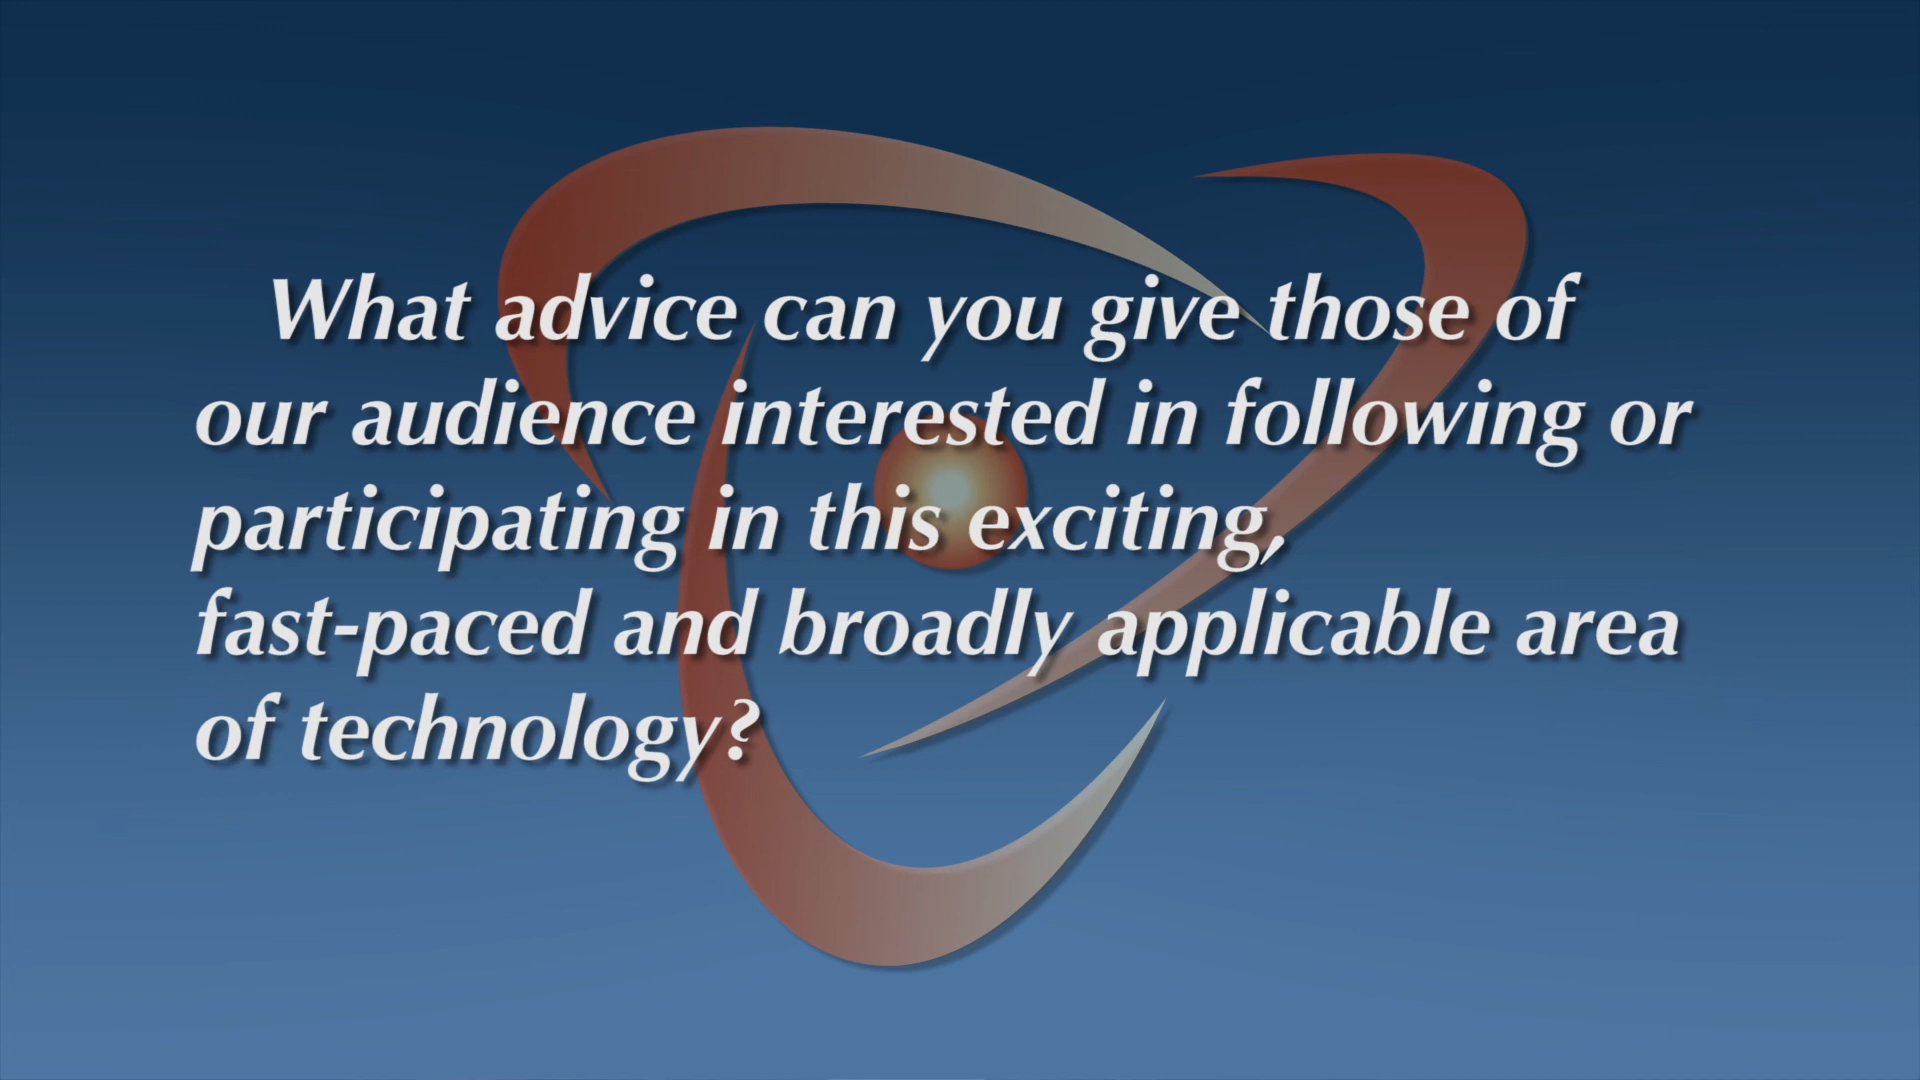 What advice can you give those of
our audience interested in following or
participating in this exciting,
fast-paced and broadly applicable area
of technology?